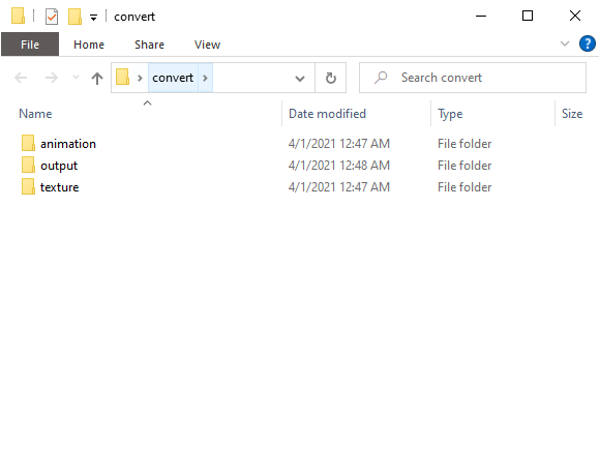 convert
File Home Share View
convert Search convert
Name Date modified Type Size
animation 4/1/2021 12:47 AM File folder
output 4/1/2021 12:48 AM File folder
texture 4/1/2021 12:47 AM File folder